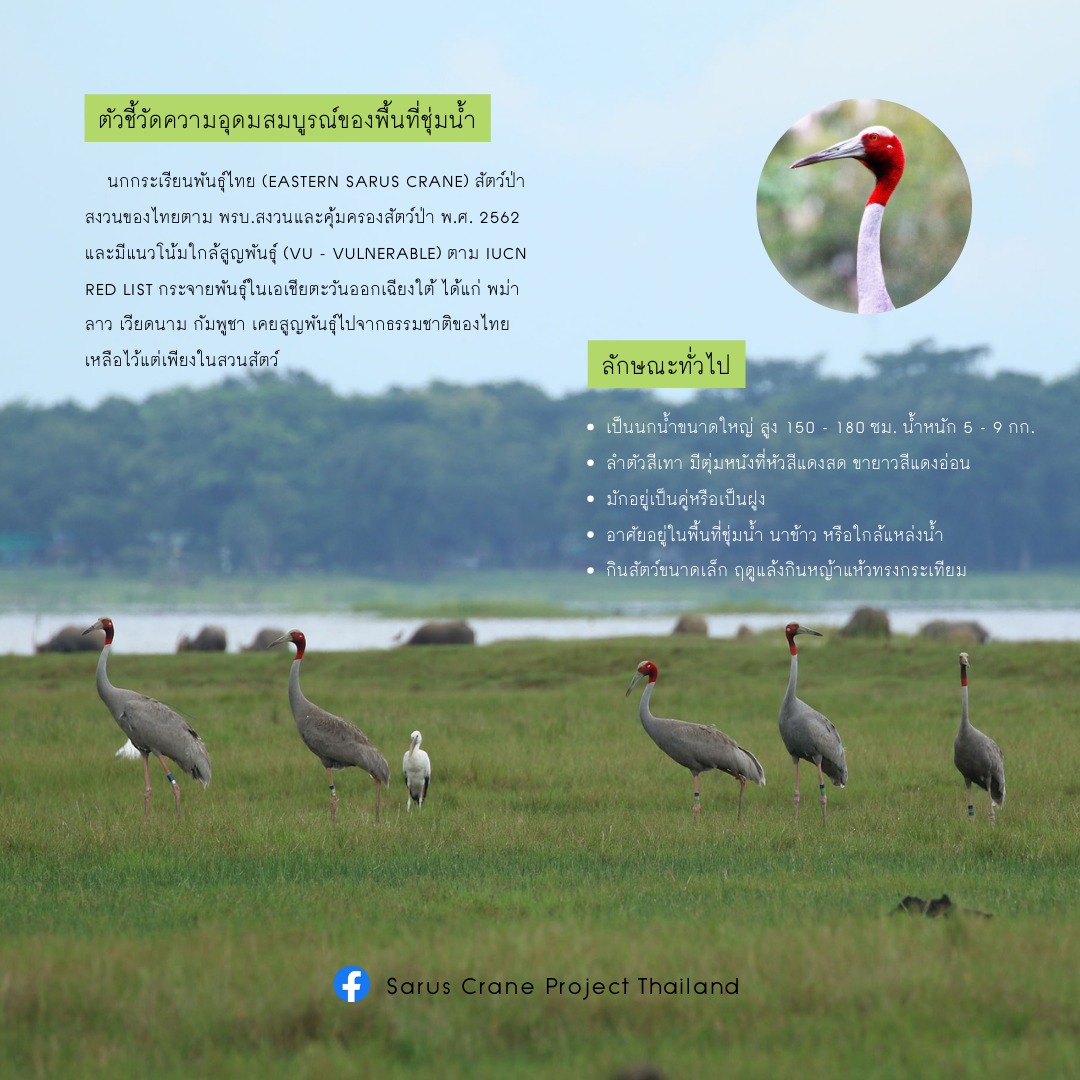 ตัวชี้วัดความอุดมสมบูรณ์ของพื้นที่ชุ่มน้ำ
นกกระเรียนพันธุ์ไทย (EASTERN SARUS CRANE) สัตว์ป่า
สงวนของไทยตาม พรบ.สงวนและคุ้มครองสัตว์ป่า พ.ศ. 2562
และมีแนวโน้มใกล้สูญพันธุ์ (VU - VULNERABLE) ตาม IUCN
RED LIST กระจายพันธุ์ในเอเชียตะวันออกเฉียงใต้ ได้แก่ พม่า
ลาว เวียดนาม กัมพูชา เคยสูญพันธุ์ไปจากธรรมชาติของไทย
เหลือไว้แต่เพียงในสวนสัตว์
ลักษณะทั่วไป
• เป็นนกน้ำขนาดใหญ่ สูง 150 - 180 ซม. น้ำหนัก 5 - 9 กก.
• ลำตัวสีเทา มีตุ่มหนังที่หัวสีแดงสด ขายาวสีแดงอ่อน
• มักอยู่เป็นคู่หรือเป็นฝูง
• อาศัยอยู่ในพื้นที่ชุ่มน้ำ นาข้าว หรือใกล้แหล่งน้ำ
• กินสัตว์ขนาดเล็ก ฤดูแล้งกินหญ้าแห้วทรงกระเทียม
Sarus Crane Project Thailand